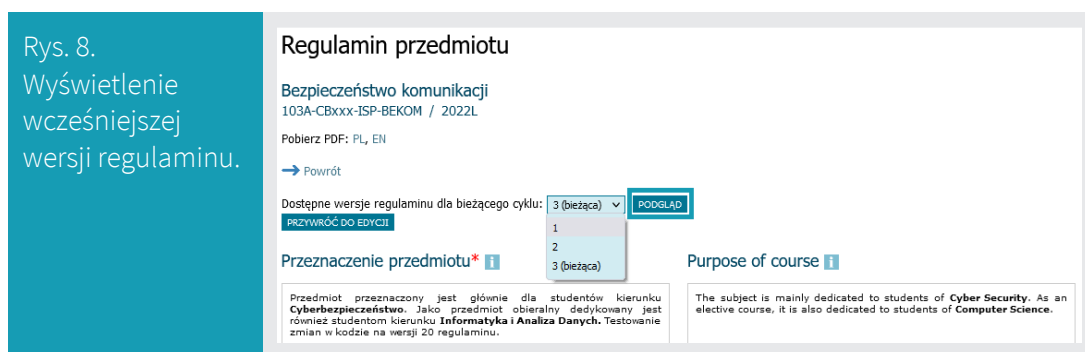 Rys. 8.
Wyświetlenie
wcześniejszej
wersji regulaminu.
Regulamin przedmiotu
Bezpieczeństwo komunikacji
103A-CBxxx-ISP-BEKOM / 2022L
Pobierz PDF: PL, EN
→ Powrót
Dostępne wersje regulaminu dla bieżącego cyklu: 3 (bieżąca) PODGLĄD
PRZYWRÓĆ DO EDYCJI
1
2
3 (bieżąca)
Przeznaczenie przedmiotu* i
Przedmiot przeznaczony jest głównie dla studentów kierunku
Cyberbezpieczeństwo. Jako przedmiot obieralny dedykowany jest
również studentom kierunku Informatyka i Analiza Danych. Testowanie
zmian w kodzie na wersji 20 regulaminu.
Purpose of course i
The subject is mainly dedicated to students of Cyber Security. As an
elective course, it is also dedicated to students of Computer Science.